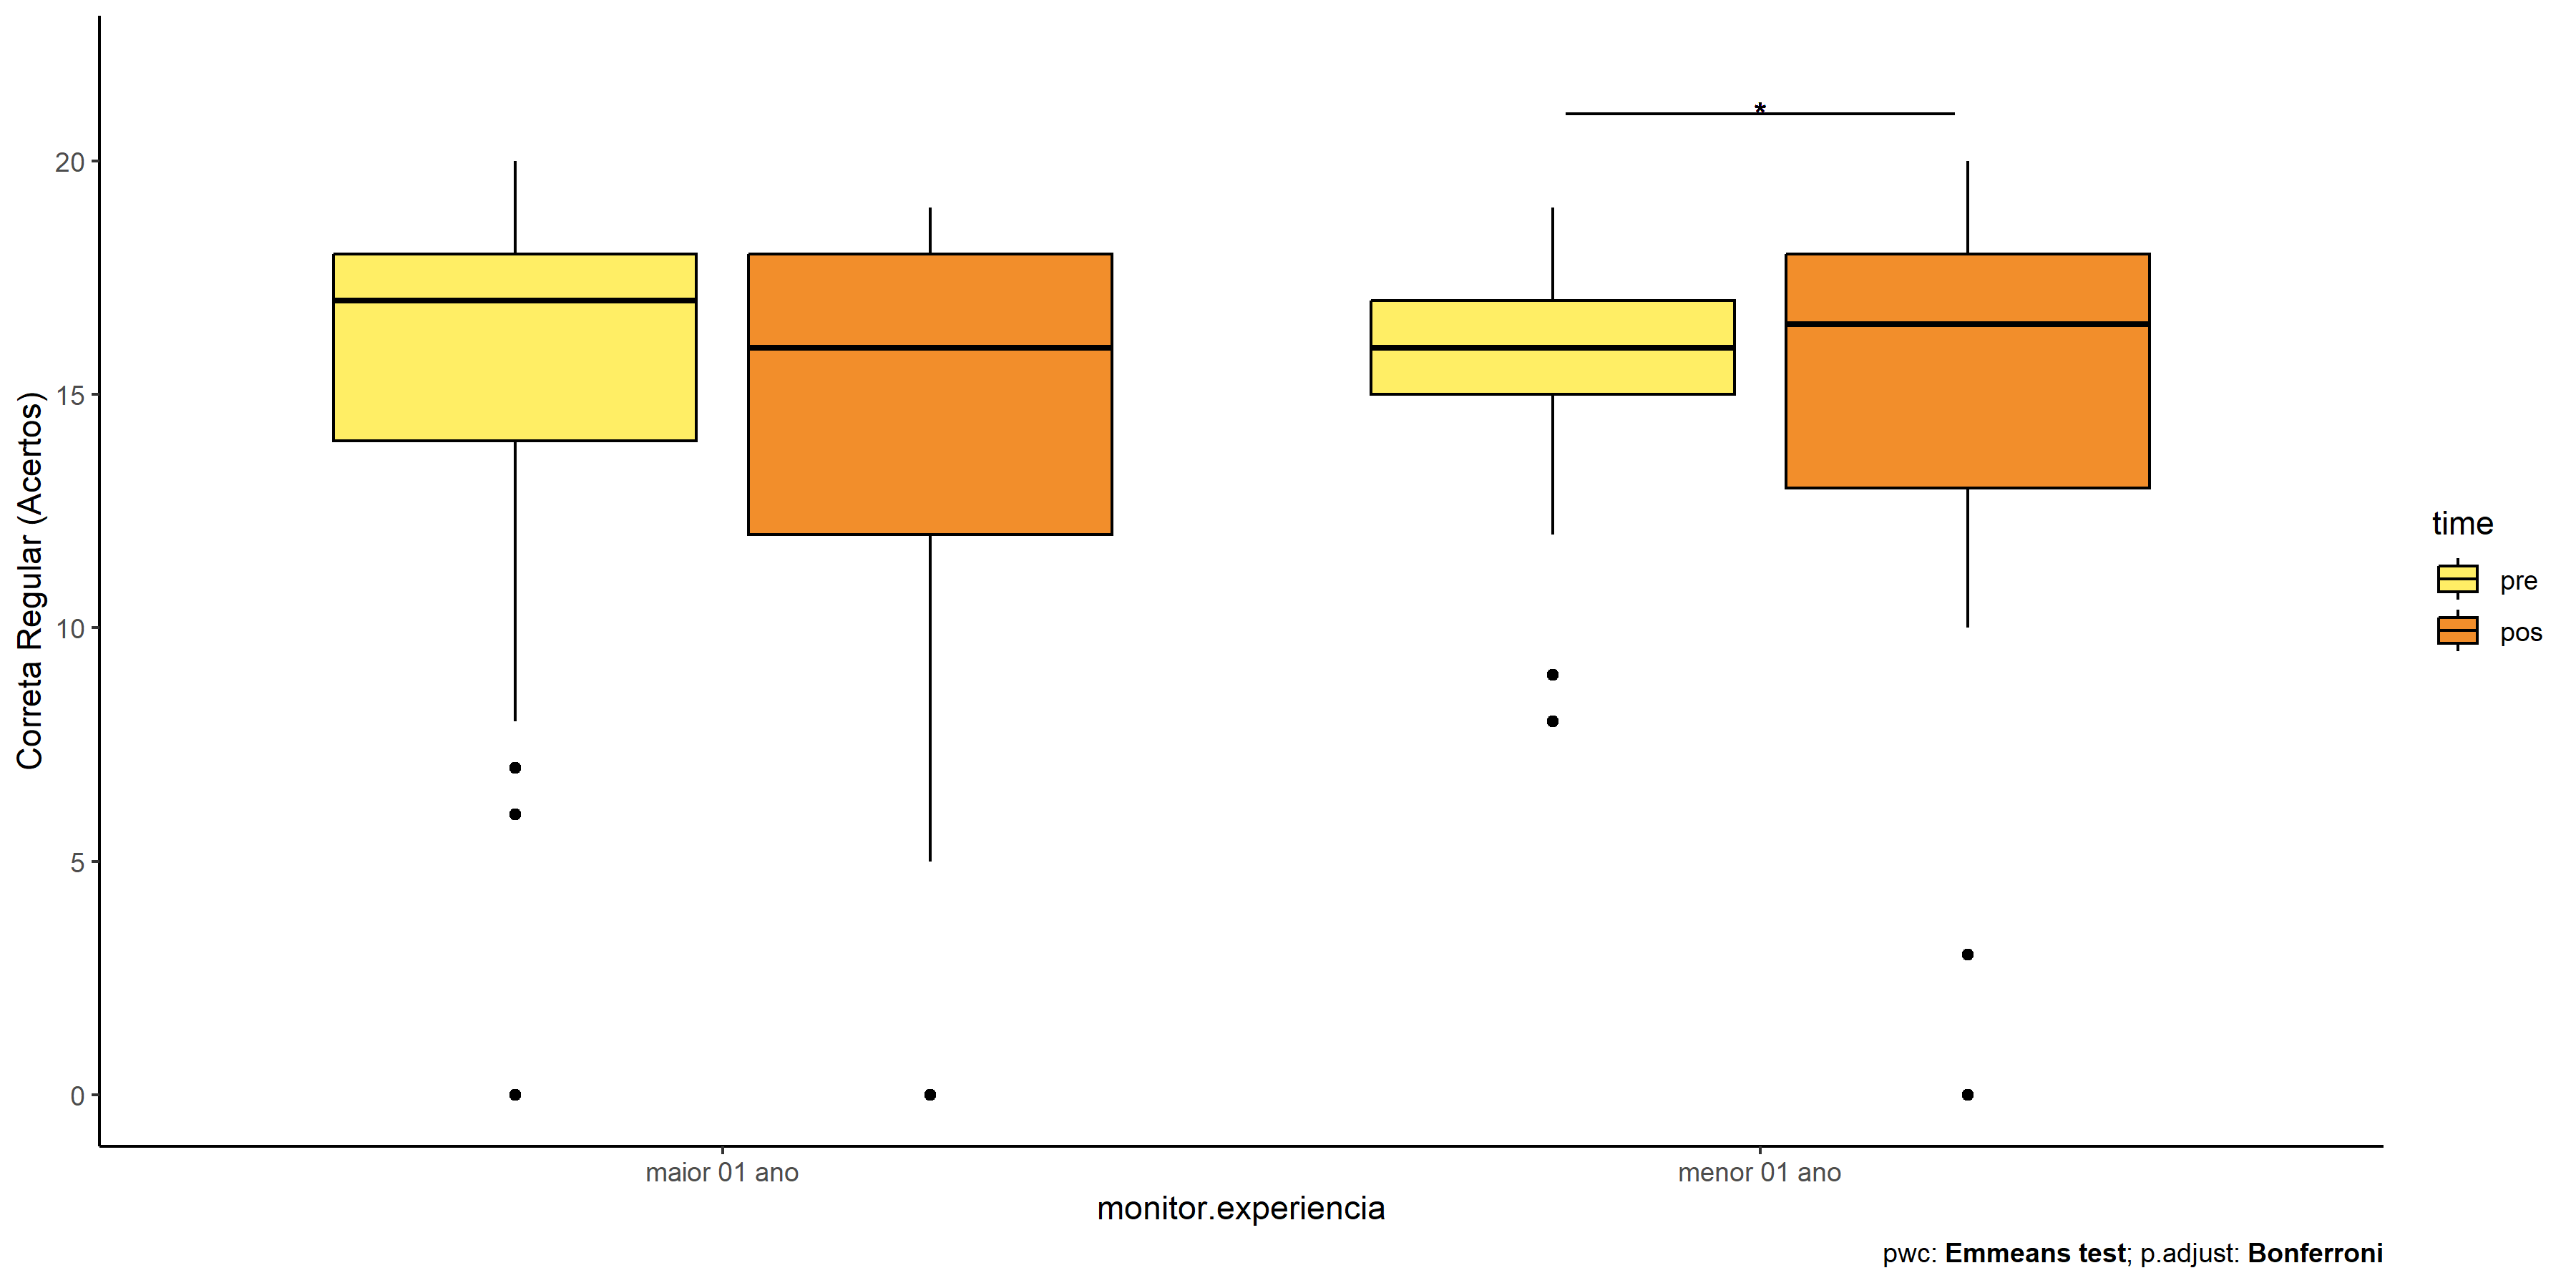 *
20
15
10
5
0
Correta Regular (Acertos)
maior 01 ano
menor 01 ano
monitor.experiencia
time
pre
pos
pwc: Emmeans test; p.adjust: Bonferroni